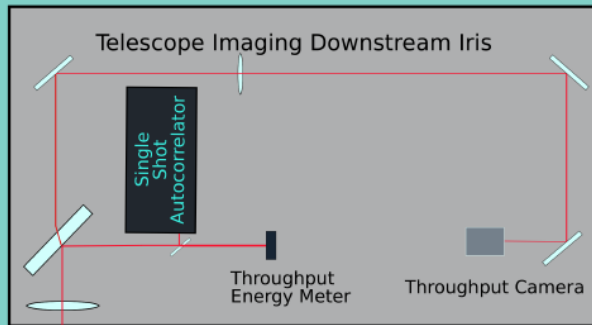 Telescope Imaging Downstream Iris
Single
Shot
Autocorrelator
Throughput
Energy Meter
Throughput Camera